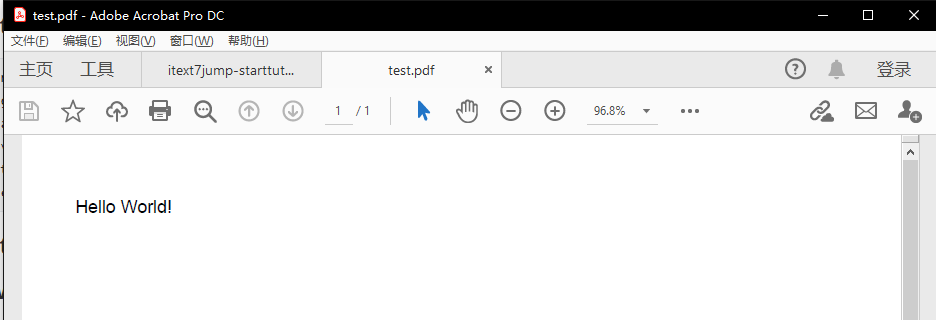 test.pdf - Adobe Acrobat Pro DC
文件(F) 编辑(E) 视图(V) 窗口(W) 帮助(H)
主页 工具 itext7jump-starttut... test.pdf × 登录
1 / 1 96.8%
Hello World!